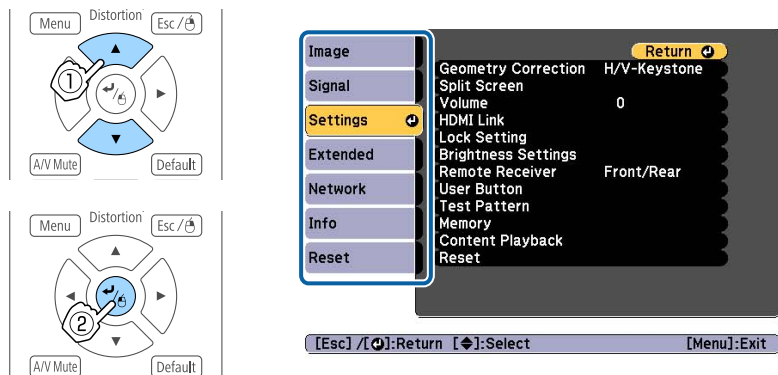 Menu Distortion Esc /
①
A/V Mute Default
Menu Distortion Esc /
②
A/V Mute Default
Image
Signal
Settings
Extended
Network
Info
Reset
Return
Geometry Correction H/V-Keystone
Split Screen
Volume 0
HDMI Link
Lock Setting
Brightness Settings
Remote Receiver Front/Rear
User Button
Test Pattern
Memory
Content Playback
Reset
[Esc] /[⏎]:Return [◆]:Select [Menu]:Exit